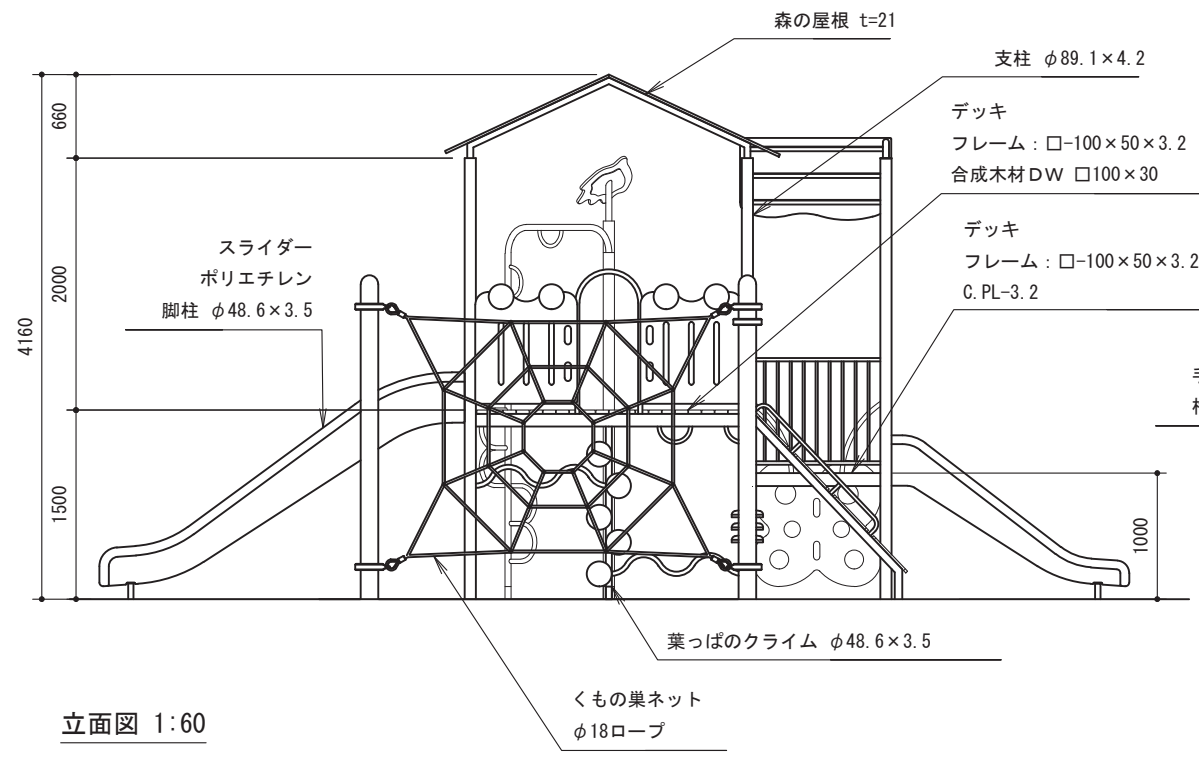 森の屋根 t=21
支柱 φ89.1×4.2
デッキ
フレーム：□-100×50×3.2
合成木材ＤＷ □100×30
デッキ
フレーム：□-100×50×3.2
C.PL-3.2
スライダー
ポリエチレン
脚柱 φ48.6×3.5
660
2000
4160
1500
1000
葉っぱのクライム φ48.6×3.5
くもの巣ネット
φ18ロープ
立面図 1:60